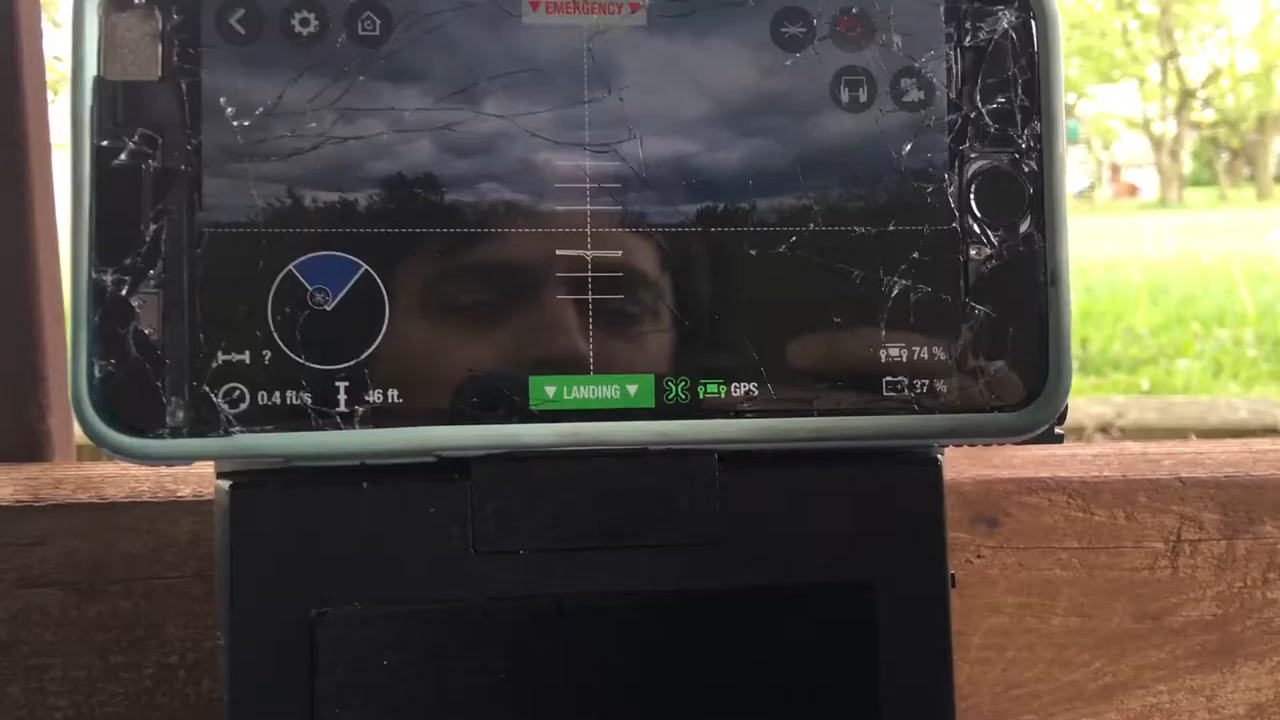 ▼ EMERGENCY ▼
?
74 %
0.4 ft/s
46 ft.
▼ LANDING ▼
GPS
37 %